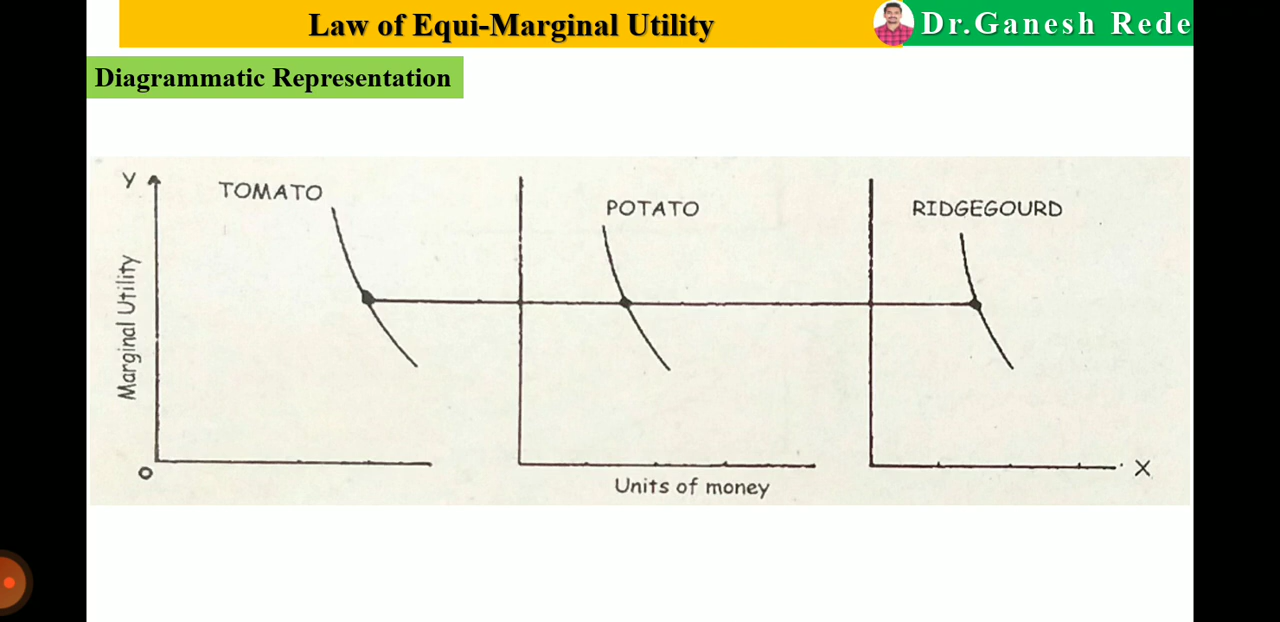 Law of Equi-Marginal Utility
Dr.Ganesh Rede
Diagrammatic Representation
Y
TOMATO
POTATO
RIDGEGOURD
Marginal Utility
O
Units of money
X